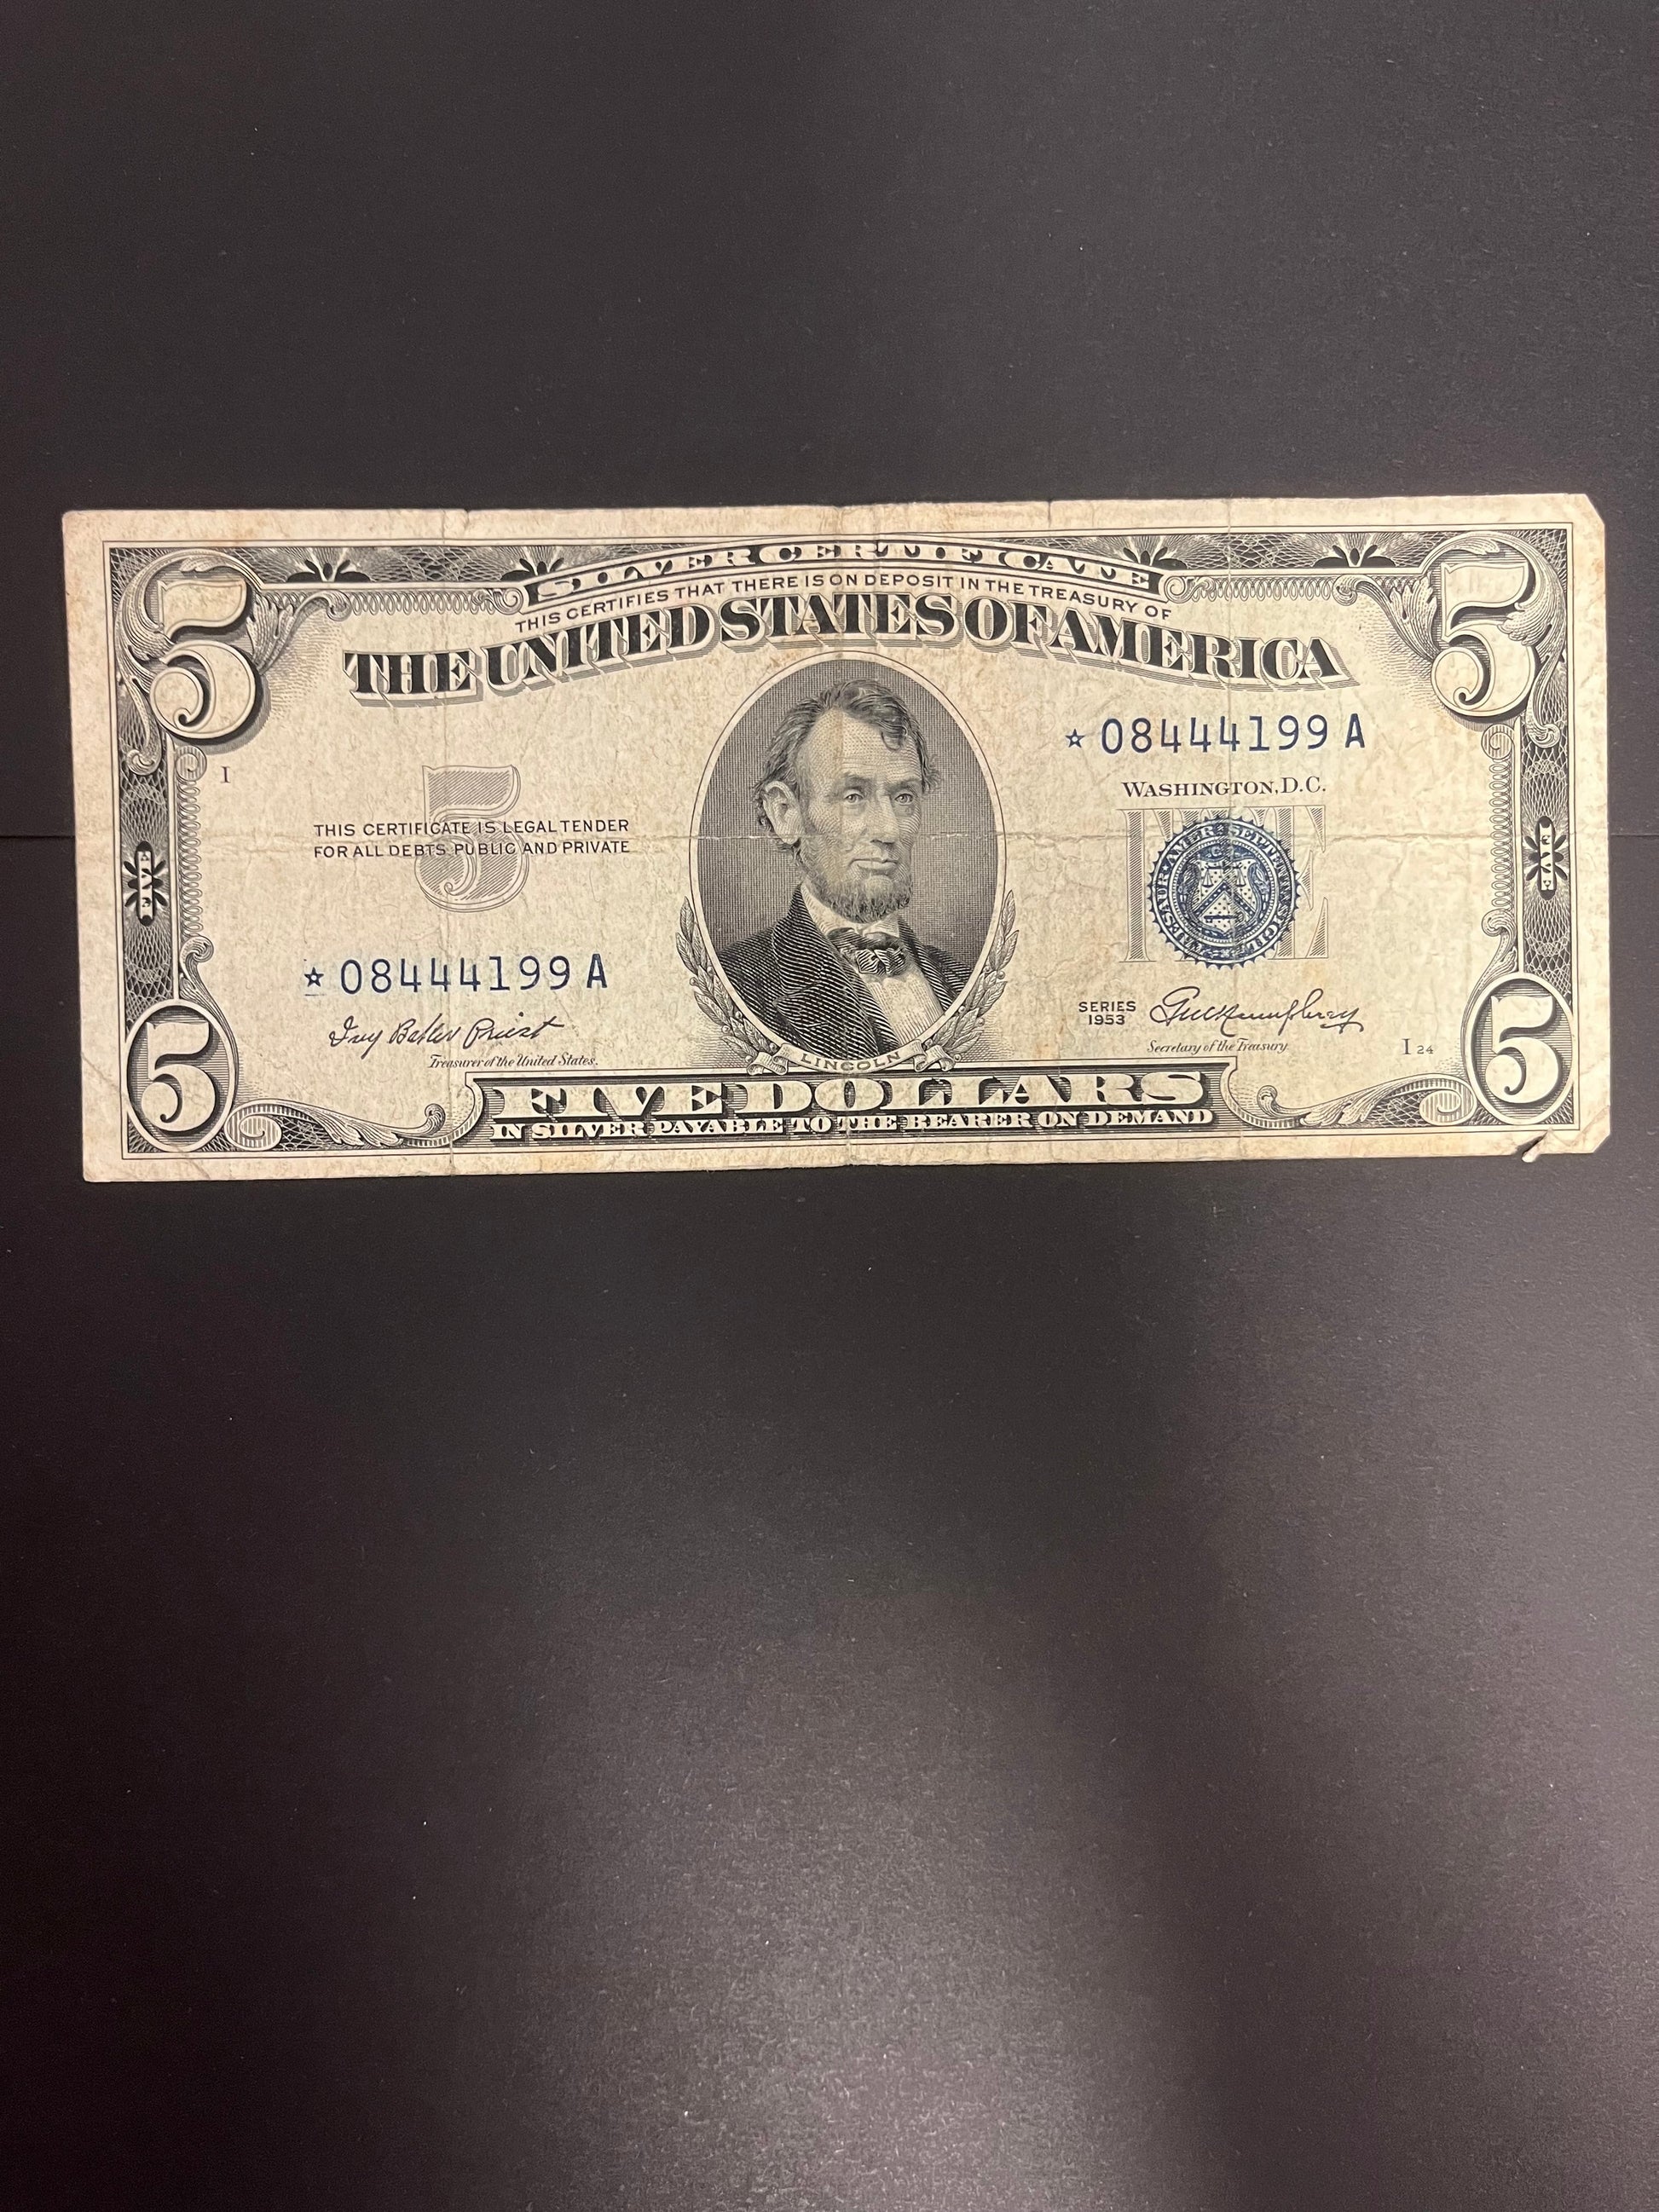 SILVER CERTIFICATE
THIS CERTIFIES THAT THERE IS ON DEPOSIT IN THE TREASURY OF
THE UNITED STATES OF AMERICA
5
5
☆ 08444199 A
I
WASHINGTON, D.C.
5
THIS CERTIFICATE IS LEGAL TENDER
FOR ALL DEBTS PUBLIC AND PRIVATE
FIVE
FIVE
FIVE
☆ 08444199 A
SERIES
1953
Ivy Baker Priest
Treasurer of the United States.
G.M. Humphrey
Secretary of the Treasury.
I 24
LINCOLN
5
5
FIVE DOLLARS
IN SILVER PAYABLE TO THE BEARER ON DEMAND